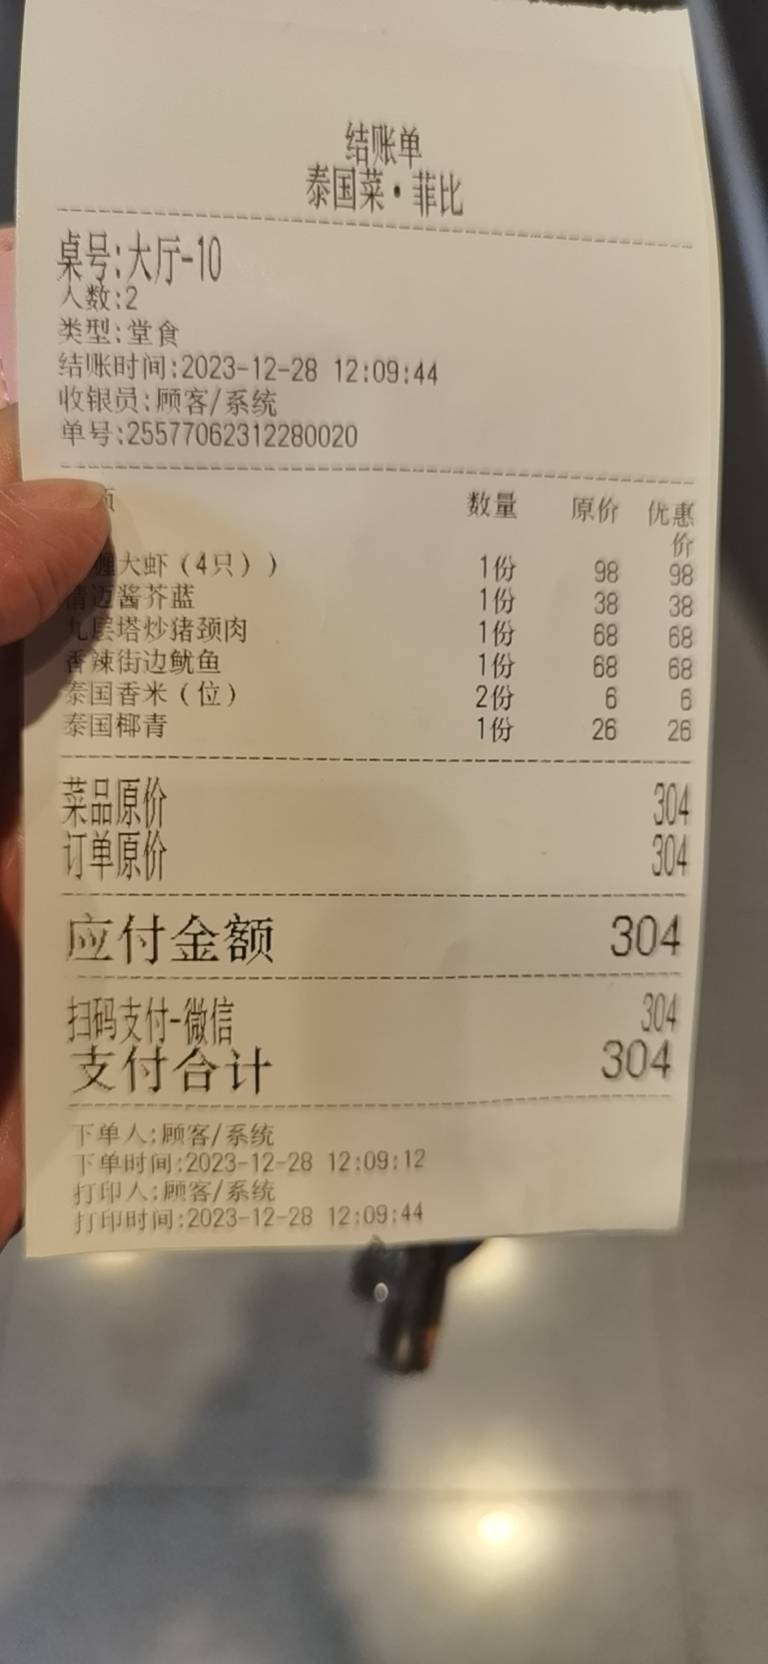 结账单
泰国菜·菲比
桌号:大厅-10
人数:2
类型:堂食
结账时间:2023-12-28 12:09:44
收银员:顾客/系统
单号:25577062312280020
项 数量 原价 优惠价
喱大虾(4只)) 1份 98 98
清迈酱芥蓝 1份 38 38
九层塔炒猪颈肉 1份 68 68
香辣街边鱿鱼 1份 68 68
泰国香米(位) 2份 6 6
泰国椰青 1份 26 26
菜品原价 304
订单原价 304
应付金额 304
扫码支付-微信 304
支付合计 304
下单人:顾客/系统
下单时间:2023-12-28 12:09:12
打印人:顾客/系统
打印时间:2023-12-28 12:09:44